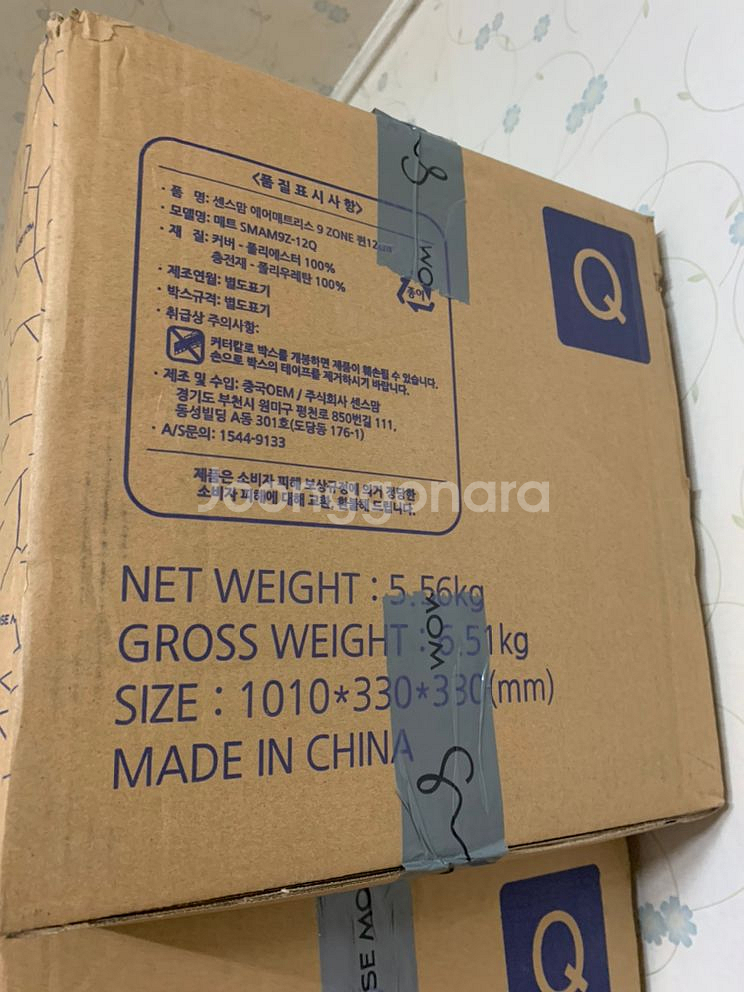 <품질표시사항>
· 품 명: 센스맘 에어매트리스 9 ZONE 퀸12cm
· 모델명: 매트 SMAM9Z-12Q
· 재 질: 커버 - 폴리에스터 100%
충전재 - 폴리우레탄 100%
· 제조연월: 별도표기
· 박스규격: 별도표기
· 취급상 주의사항:
커터칼로 박스를 개봉하면 제품이 훼손될 수 있습니다.
손으로 박스의 테이프를 제거하시기 바랍니다.
· 제조 및 수입: 중국OEM / 주식회사 센스맘
경기도 부천시 원미구 평천로 850번길 111,
동성빌딩 A동 301호(도당동 176-1)
· A/S문의: 1544-9133
제품은 소비자 피해 보상규정에 의거 정당한
소비자 피해에 대해 교환, 환불해 드립니다.
종이
WOM
Q
Joonggonara
NET WEIGHT : 5.56kg
GROSS WEIGHT : 6.51kg
SIZE : 1010*330*330(mm)
MADE IN CHINA
WOM
SE MO
Q